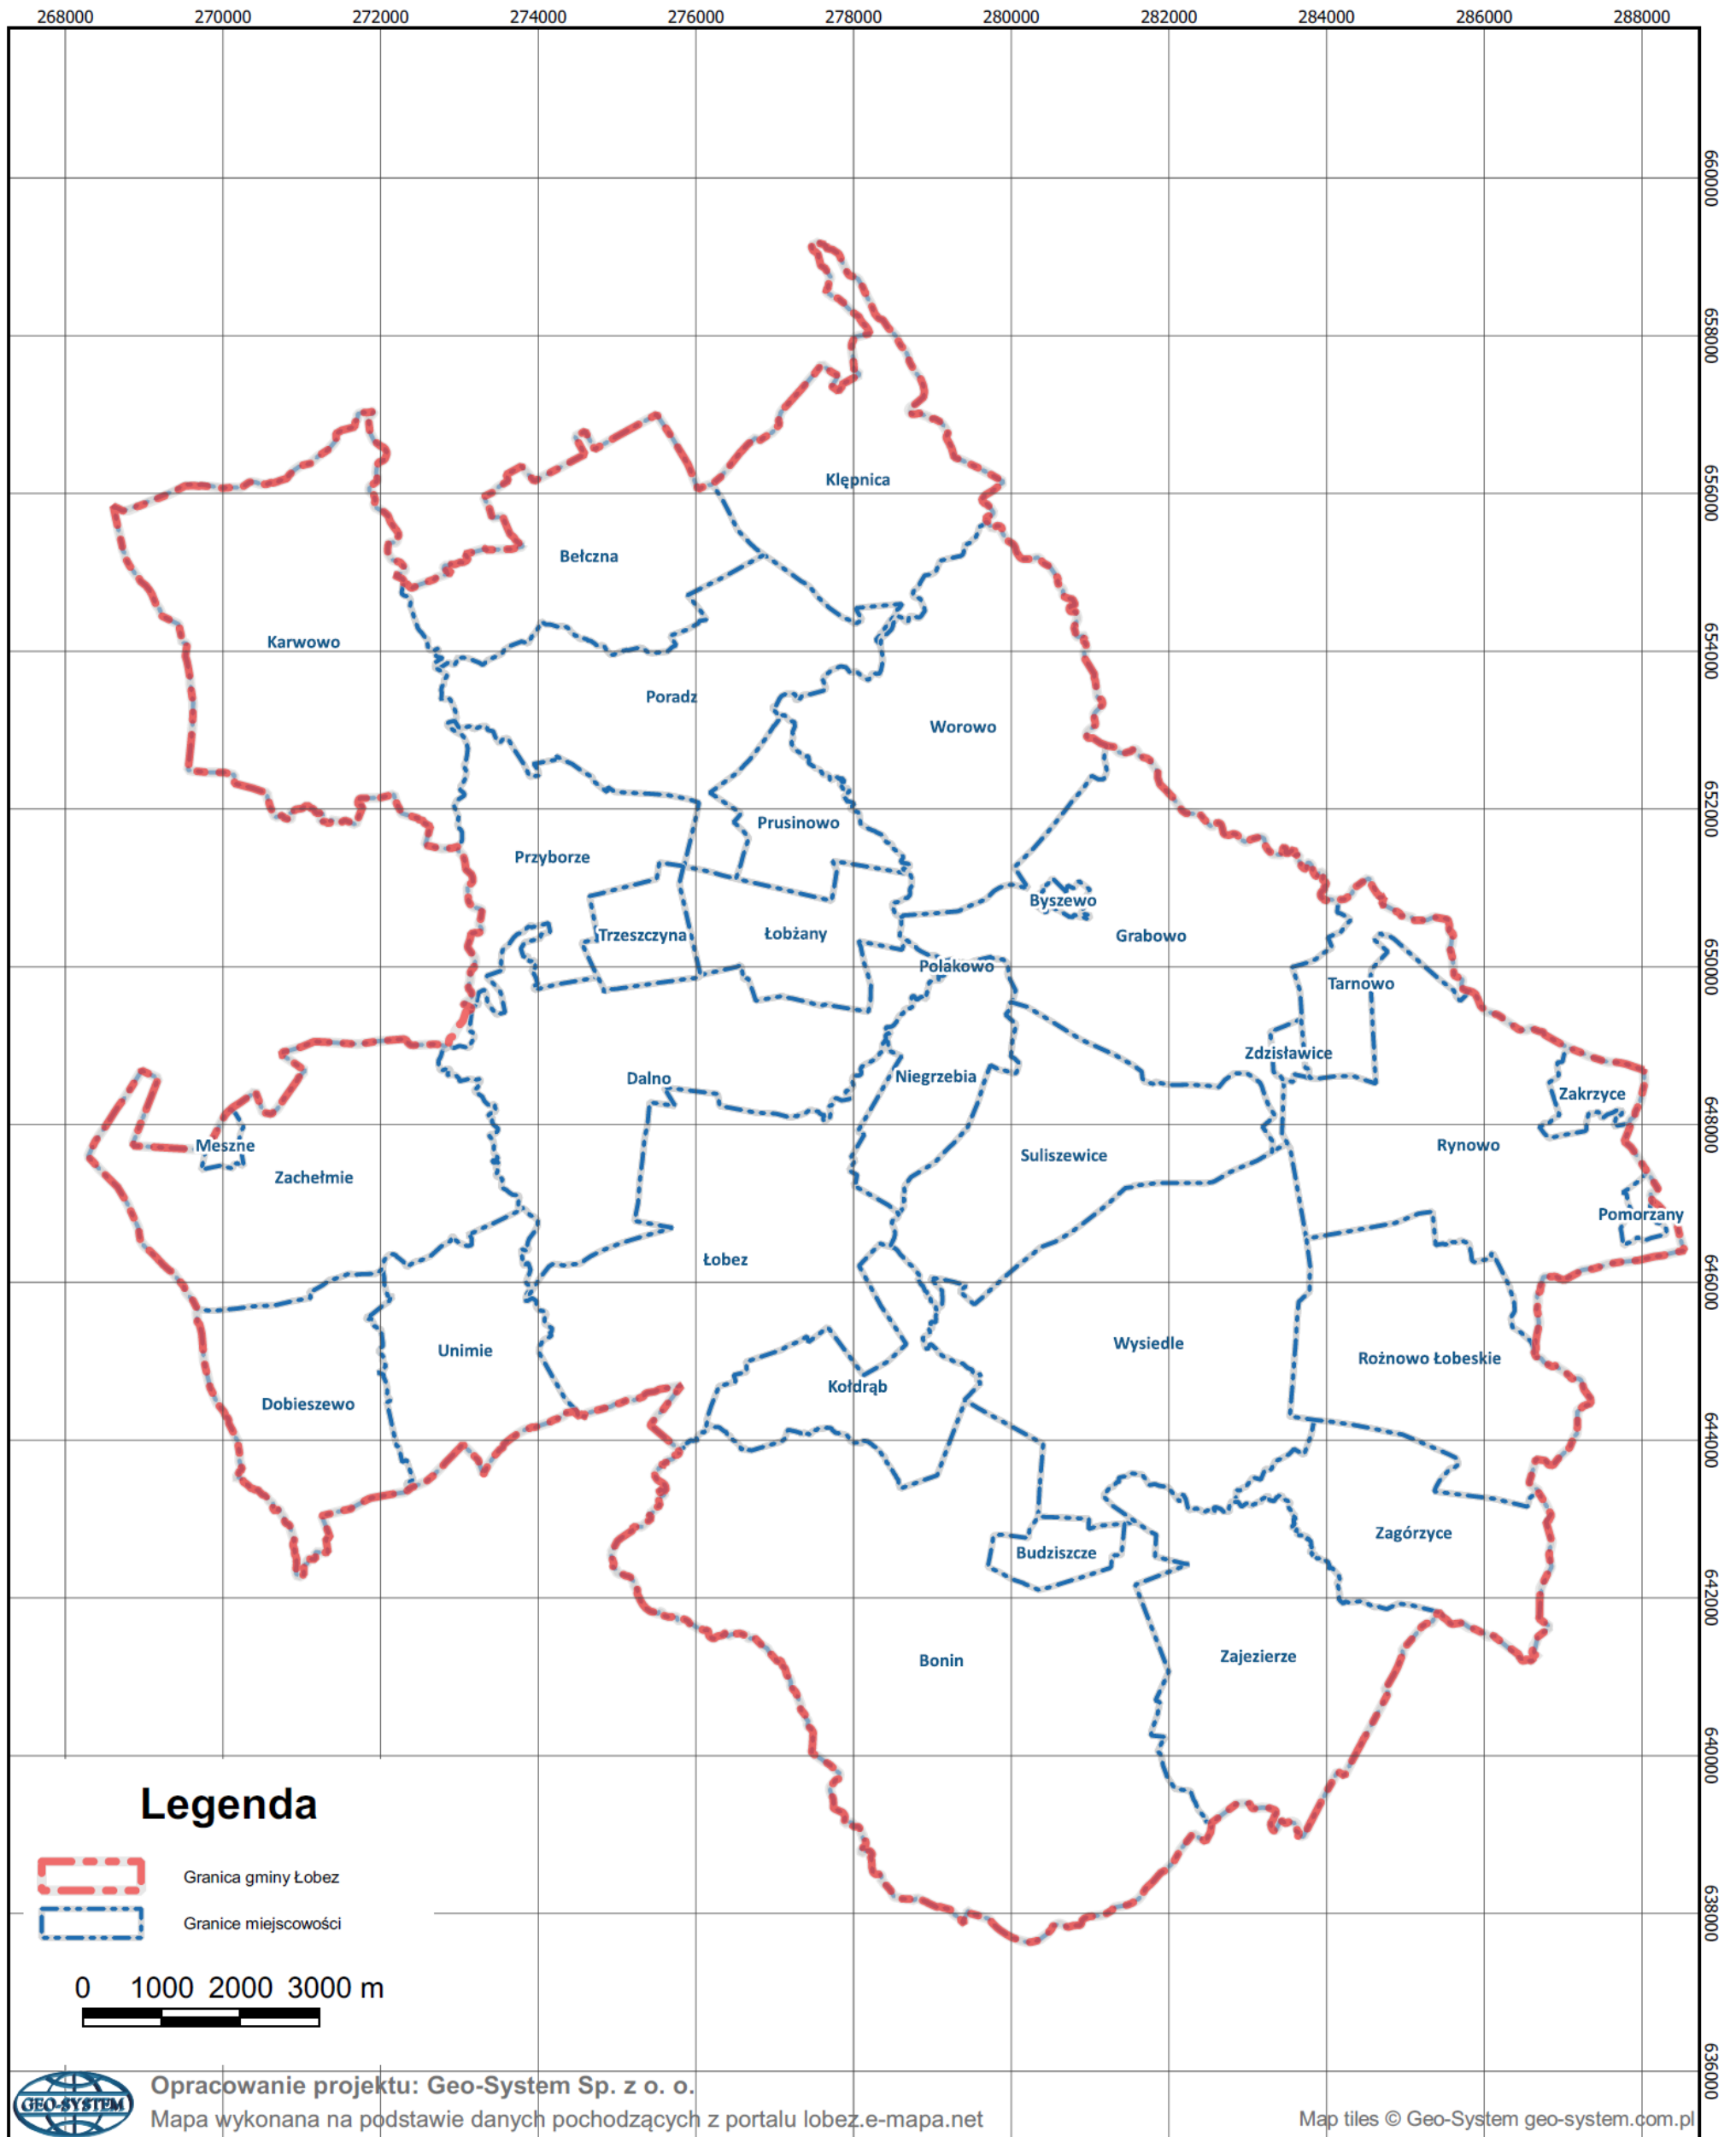 268000 270000 272000 274000 276000 278000 280000 282000 284000 286000 288000
660000
658000
Klępnica
656000
Bełczna
Karwowo
654000
Poradz
Worowo
652000
Prusinowo
Przyborze
Byszewo
Trzeszczyna
Łobżany
Grabowo
650000
Polakowo
Tarnowo
Zdzisławice
Dalno
Niegrzebia
Zakrzyce
648000
Meszne
Rynowo
Suliszewice
Zachełmie
Pomorzany
Łobez
646000
Wysiedle
Unimie
Rożnowo Łobeskie
Kołdrąb
Dobieszewo
644000
Zagórzyce
Budziszcze
642000
Zajezierze
Bonin
640000
Legenda
Granica gminy Łobez
638000
Granice miejscowości
0 1000 2000 3000 m
636000
GEO-SYSTEM
Opracowanie projektu: Geo-System Sp. z o. o.
Mapa wykonana na podstawie danych pochodzących z portalu lobez.e-mapa.net
Map tiles © Geo-System geo-system.com.pl